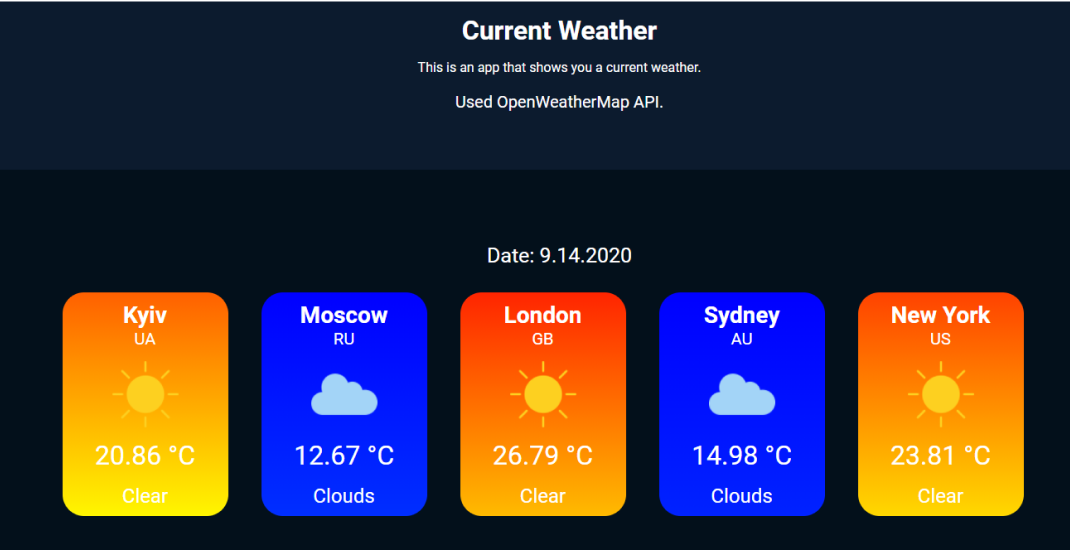 Current Weather
This is an app that shows you a current weather.
Used OpenWeatherMap API.
Date: 9.14.2020
Kyiv
UA
20.86 °C
Clear
Moscow
RU
12.67 °C
Clouds
London
GB
26.79 °C
Clear
Sydney
AU
14.98 °C
Clouds
New York
US
23.81 °C
Clear